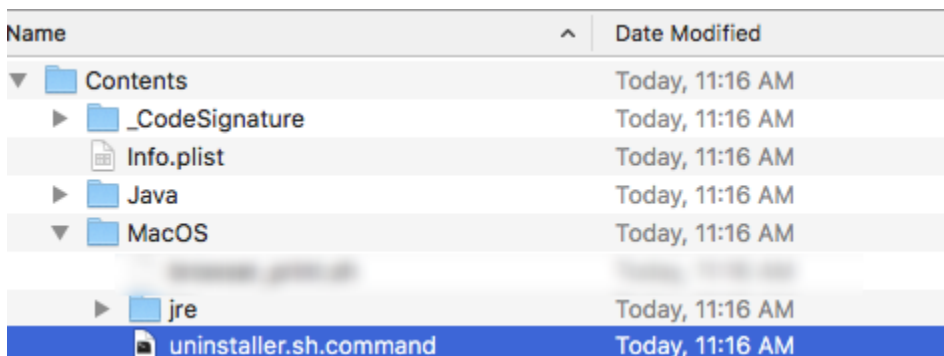 Name Date Modified
Contents Today, 11:16 AM
_CodeSignature Today, 11:16 AM
Info.plist Today, 11:16 AM
Java Today, 11:16 AM
MacOS Today, 11:16 AM
jre Today, 11:16 AM
uninstaller.sh.command Today, 11:16 AM